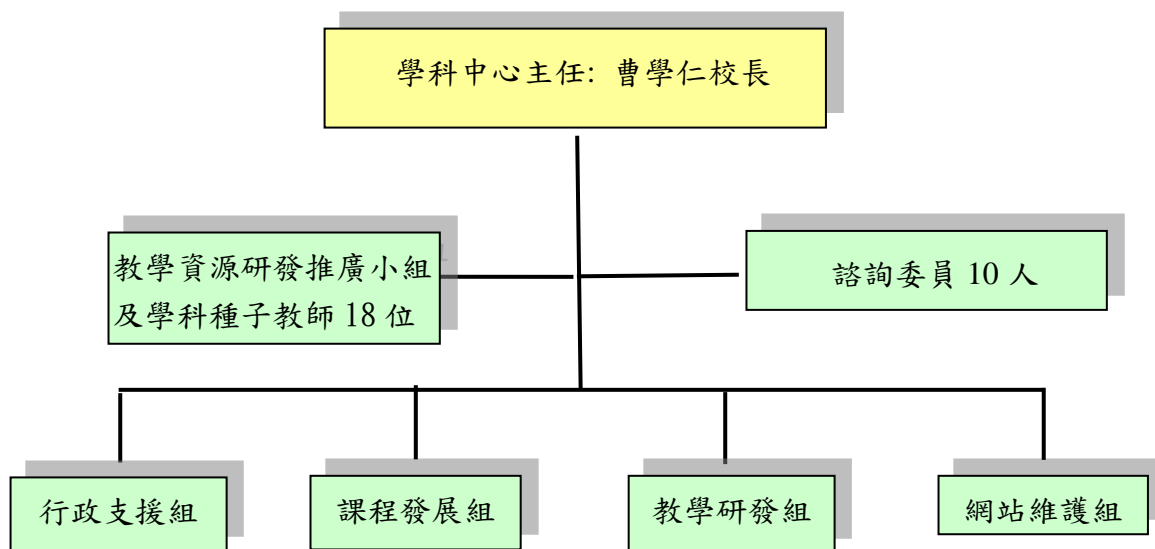 學科中心主任: 曹學仁校長
教學資源研發推廣小組
及學科種子教師 18 位
諮詢委員 10 人
行政支援組
課程發展組
教學研發組
網站維護組